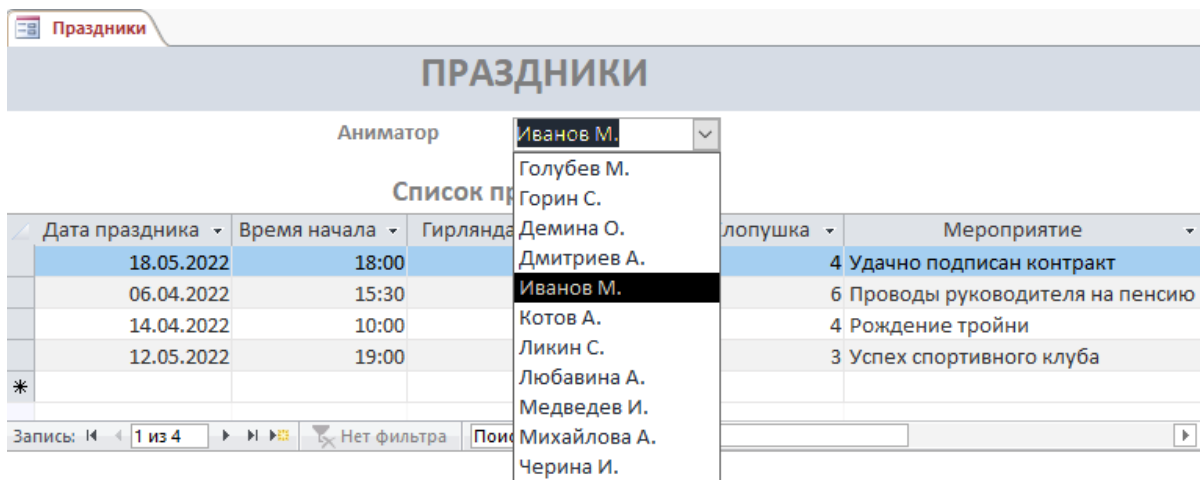 Праздники
ПРАЗДНИКИ
Аниматор Иванов М.
Голубев М.
Список пр
Горин С.
Дата праздника Время начала Гирлянда Демина О. лопушка Мероприятие
18.05.2022 18:00 Дмитриев А. 4 Удачно подписан контракт
06.04.2022 15:30 Иванов М. 6 Проводы руководителя на пенсию
14.04.2022 10:00 Котов А. 4 Рождение тройни
12.05.2022 19:00 Ликин С. 3 Успех спортивного клуба
Любавина А.
Медведев И.
Запись: 1 из 4 Нет фильтра Поис Михайлова А.
Черина И.